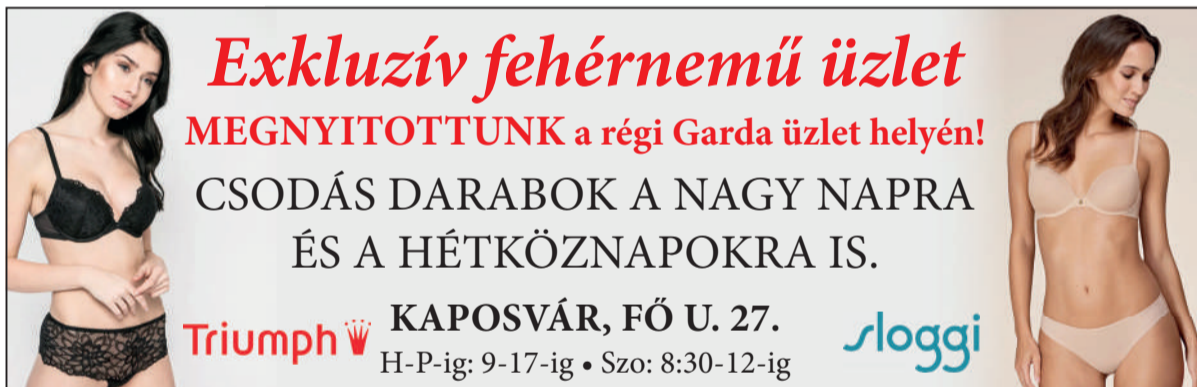 Exkluzív fehérnemű üzlet
MEGNYITOTTUNK a régi Garda üzlet helyén!
CSODÁS DARABOK A NAGY NAPRA
ÉS A HÉTKÖZNAPOKRA IS.
Triumph
KAPOSVÁR, FŐ U. 27.
H-P-ig: 9-17-ig • Szo: 8:30-12-ig
sloggi